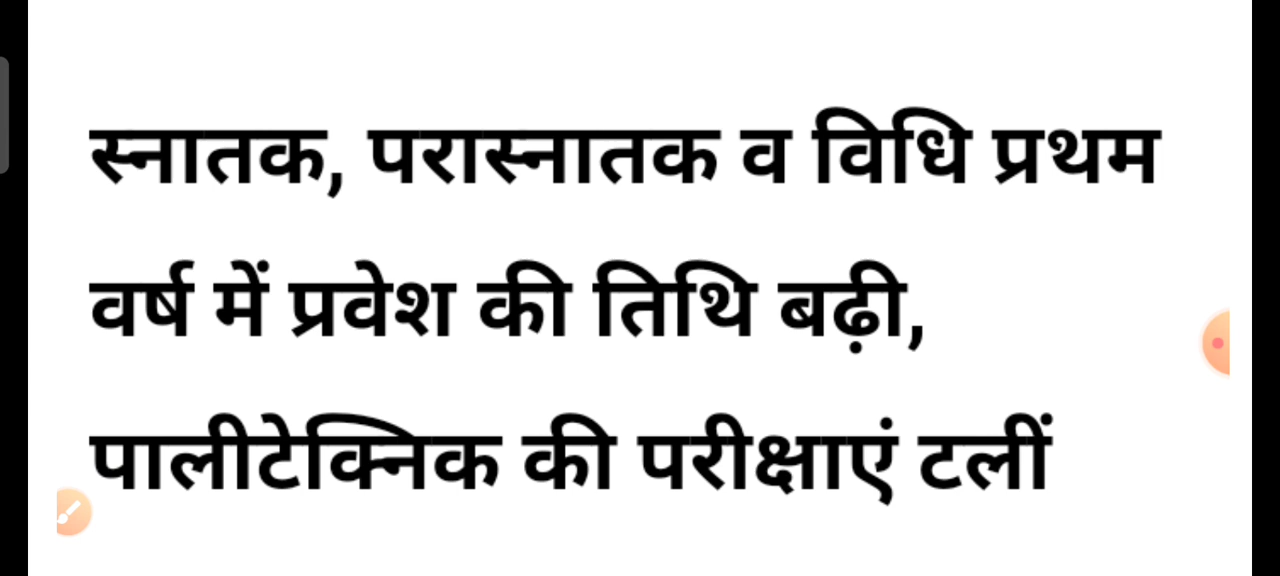 स्नातक, परास्नातक व विधि प्रथम
वर्ष में प्रवेश की तिथि बढ़ी,
पालीटेक्निक की परीक्षाएं टलीं